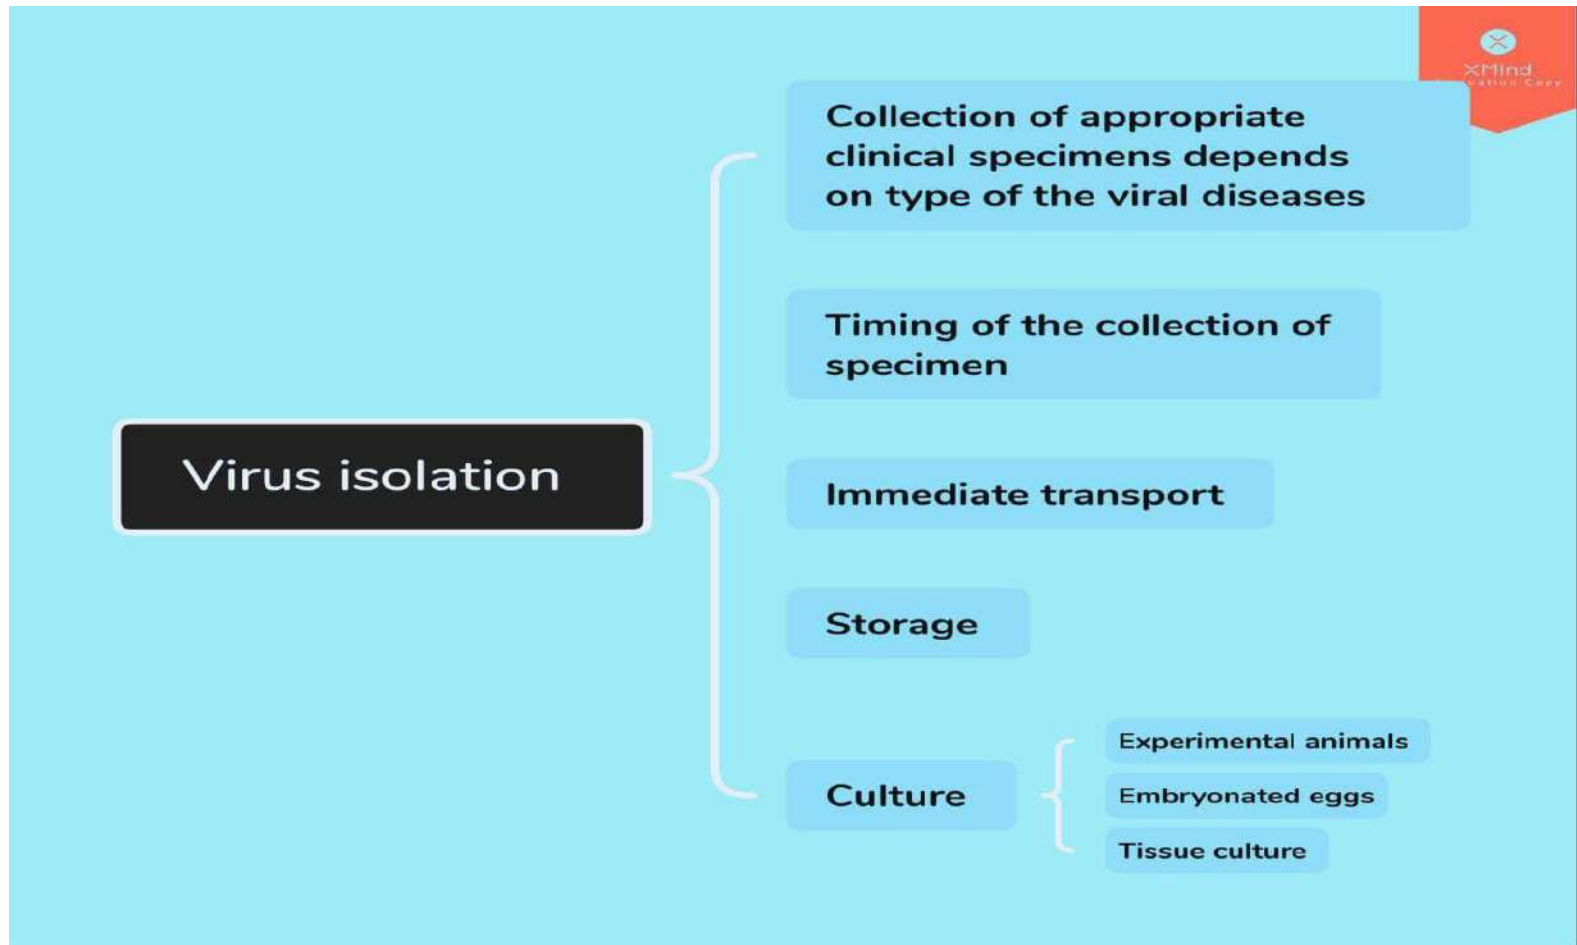 XMind
Collection of appropriate
clinical specimens depends
on type of the viral diseases
Timing of the collection of
specimen
Virus isolation
Immediate transport
Storage
Culture
Experimental animals
Embryonated eggs
Tissue culture